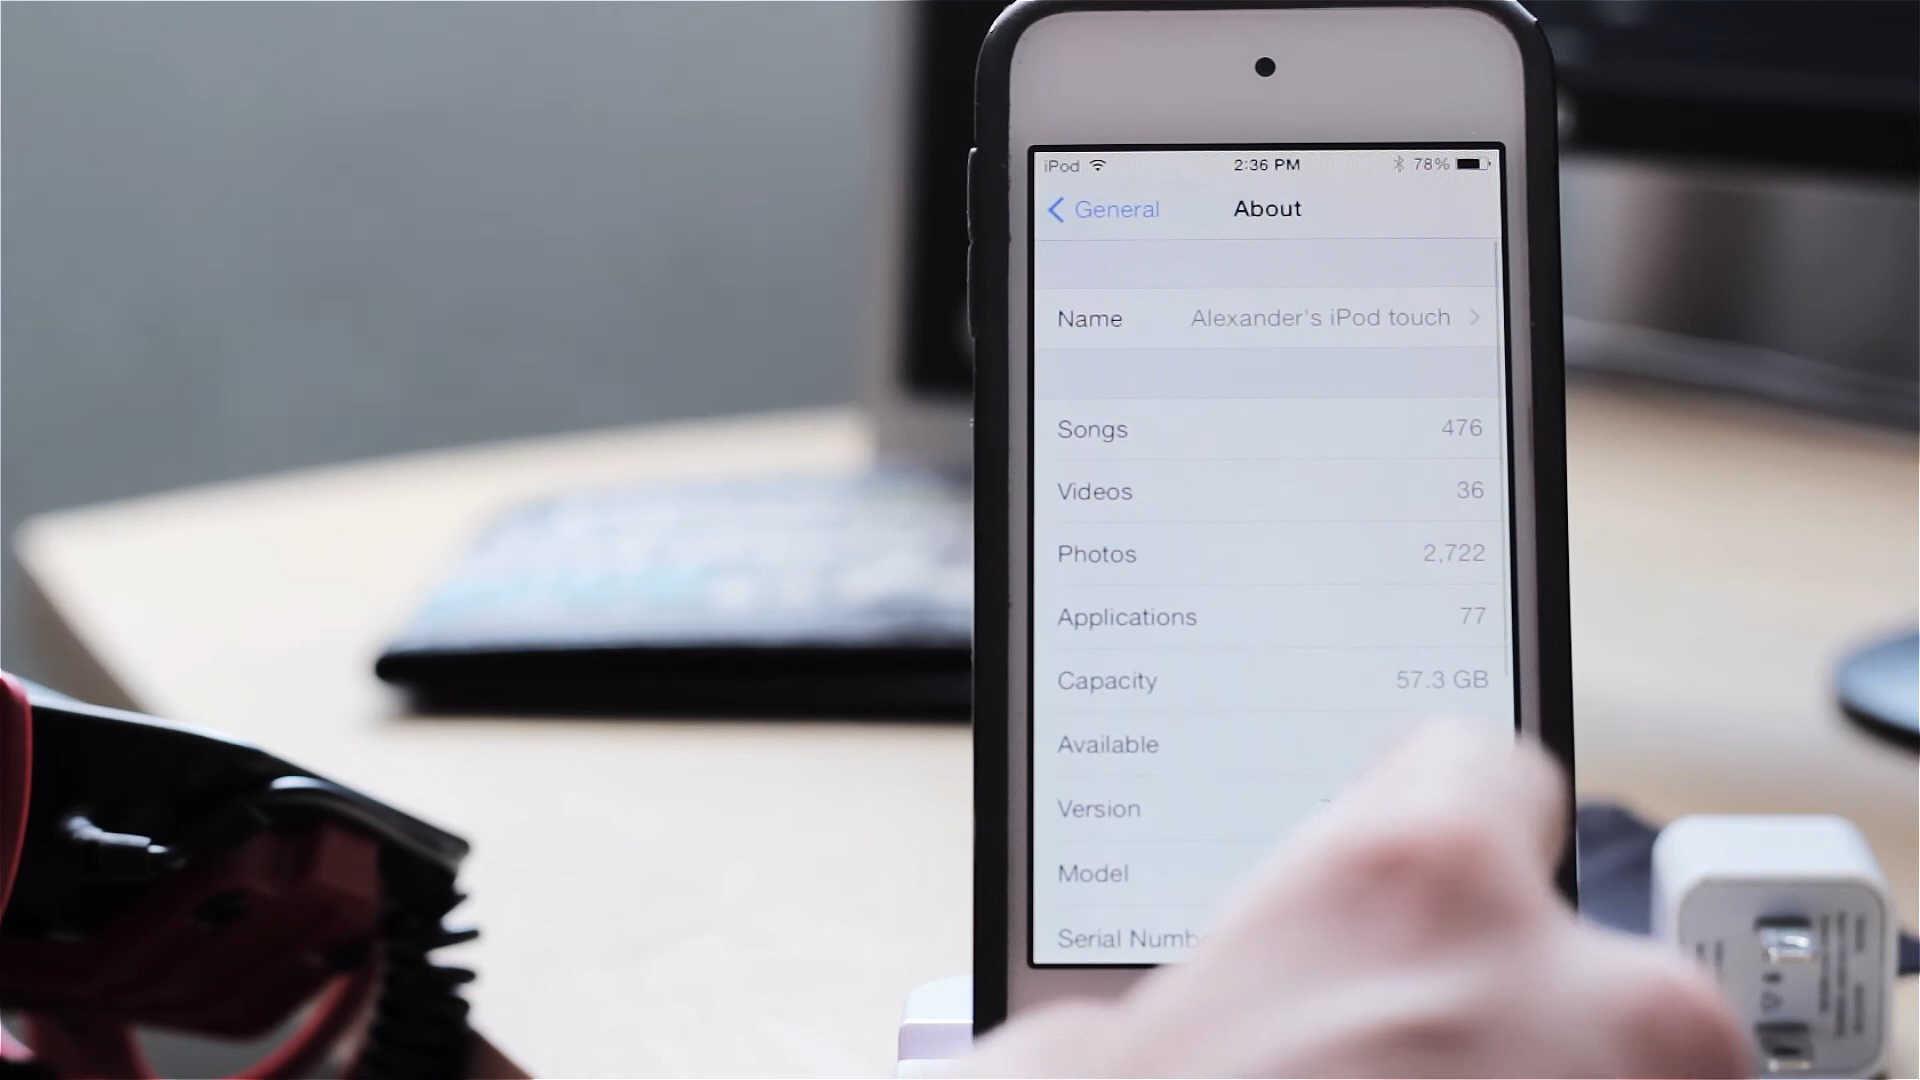 iPod 2:36 PM 78%
General About
Name Alexander's iPod touch
Songs 476
Videos 36
Photos 2,722
Applications 77
Capacity 57.3 GB
Available
Version
Model
Serial